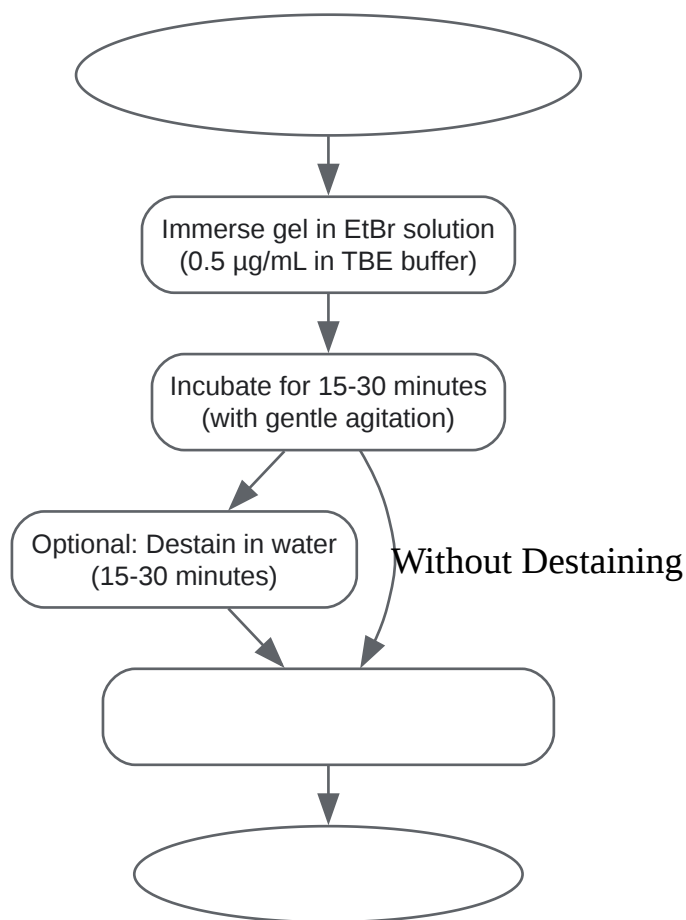 Immerse gel in EtBr solution
(0.5 µg/mL in TBE buffer)
Incubate for 15-30 minutes
(with gentle agitation)
Optional: Destain in water
(15-30 minutes)
Without Destaining